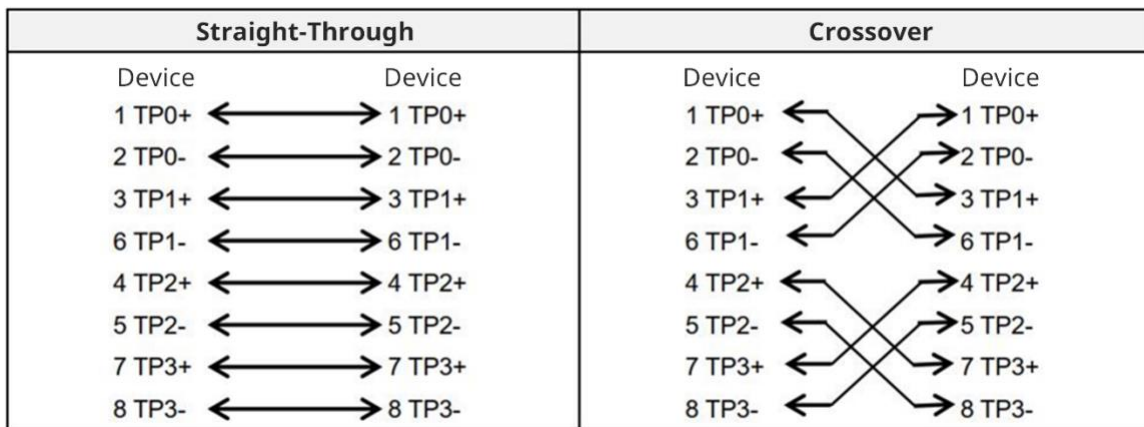 Straight-Through Crossover
Device Device Device Device
1 TP0+ 1 TP0+ 1 TP0+ 1 TP0+
2 TP0- 2 TP0- 2 TP0- 2 TP0-
3 TP1+ 3 TP1+ 3 TP1+ 3 TP1+
6 TP1- 6 TP1- 6 TP1- 6 TP1-
4 TP2+ 4 TP2+ 4 TP2+ 4 TP2+
5 TP2- 5 TP2- 5 TP2- 5 TP2-
7 TP3+ 7 TP3+ 7 TP3+ 7 TP3+
8 TP3- 8 TP3- 8 TP3- 8 TP3-